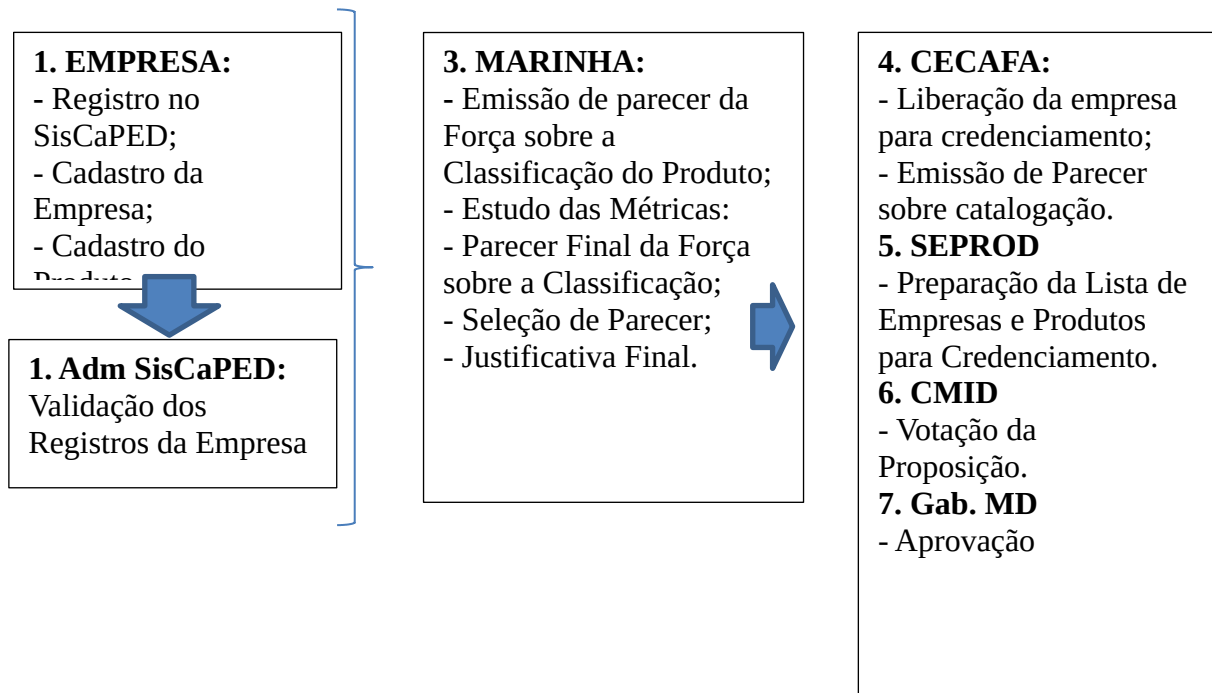 1. EMPRESA:
- Registro no
SisCaPED;
- Cadastro da
Empresa;
- Cadastro do
1. Adm SisCaPED:
Validação dos
Registros da Empresa
3. MARINHA:
- Emissão de parecer da
Força sobre a
Classificação do Produto;
- Estudo das Métricas:
- Parecer Final da Força
sobre a Classificação;
- Seleção de Parecer;
- Justificativa Final.
4. CECAFA:
- Liberação da empresa
para credenciamento;
- Emissão de Parecer
sobre catalogação.
5. SEPROD
- Preparação da Lista de
Empresas e Produtos
para Credenciamento.
6. CMID
- Votação da
Proposição.
7. Gab. MD
- Aprovação